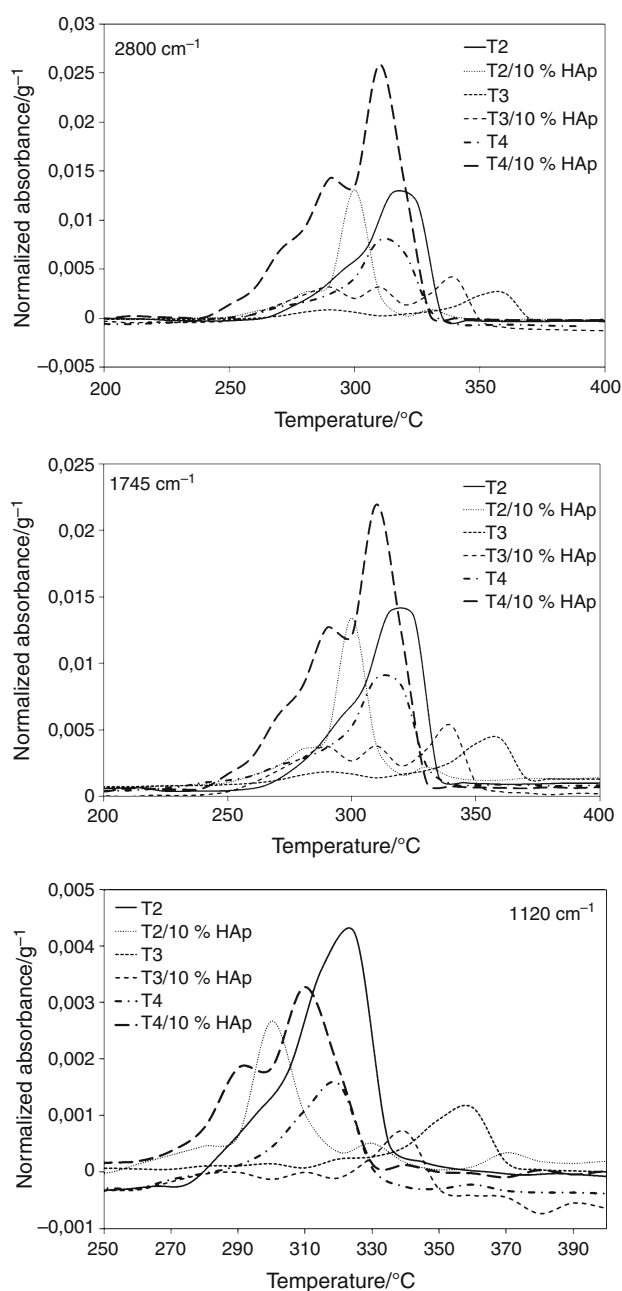 2800 cm⁻¹
T2
T2/10 % HAp
T3
T3/10 % HAp
T4
T4/10 % HAp
Normalized absorbance/g⁻¹
0,03
0,025
0,02
0,015
0,01
0,005
0
–0,005
200 250 300 350 400
Temperature/°C
1745 cm⁻¹
T2
T2/10 % HAp
T3
T3/10 % HAp
T4
T4/10 % HAp
Normalized absorbance/g⁻¹
0,025
0,02
0,015
0,01
0,005
0
200 250 300 350 400
Temperature/°C
T2
T2/10 % HAp
T3
T3/10 % HAp
T4
T4/10 % HAp
1120 cm⁻¹
Normalized absorbance/g⁻¹
0,005
0,004
0,003
0,002
0,001
0
–0,001
250 270 290 310 330 350 370 390
Temperature/°C